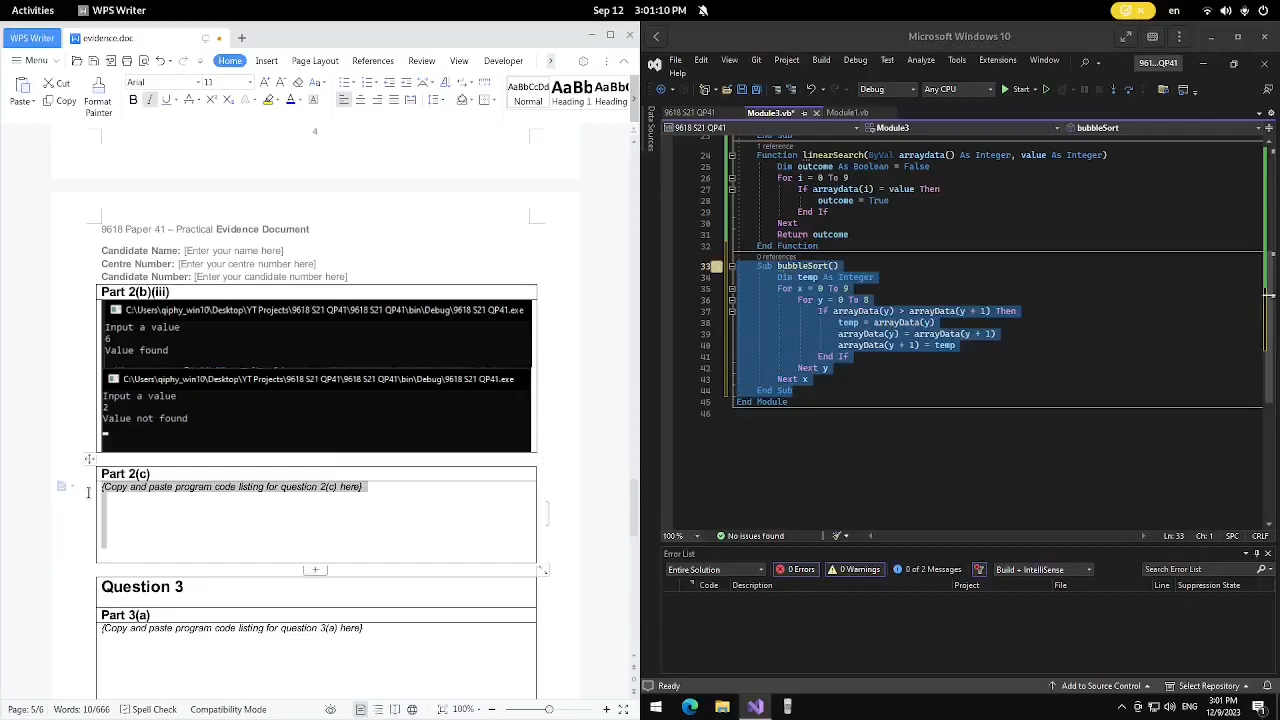 Activities
WPS Writer
Sep 12 3:01:10 PM
en
WPS Writer
evidence.doc
Menu
Home
Insert
Page Layout
References
Review
View
Developer
Paste
Cut
Copy
Format
Painter
Arial
11
AaBbCcDd
Normal
AaBb
Heading 1
AaBb
Heading
4
9618 Paper 41 – Practical Evidence Document
Candidate Name: [Enter your name here]
Centre Number: [Enter your centre number here]
Candidate Number: [Enter your candidate number here]
Part 2(b)(iii)
C:\Users\qiphy_win10\Desktop\YT Projects\9618 S21 QP41\9618 S21 QP41\bin\Debug\9618 S21 QP41.exe
Input a value
6
Value found
C:\Users\qiphy_win10\Desktop\YT Projects\9618 S21 QP41\9618 S21 QP41\bin\Debug\9618 S21 QP41.exe
Input a value
2
Value not found
Part 2(c)
{Copy and paste program code listing for question 2(c) here}
Question 3
Part 3(a)
{Copy and paste program code listing for question 3(a) here}
Page: 5/6
Words: 10/666
Spell Check
Compatibility Mode
100%
Microsoft Windows 10
File
Edit
View
Project
Build
Debug
Test
Analyze
Tools
Extensions
Window
Help
961...QP41
Debug
Any CPU
Start
Data Sources
Module2.vb*
Module1.vb
9618 S21 QP41
Module2
bubbleSort
23 End Sub
1 reference
24 Function linearSearch(ByVal arraydata() As Integer, value As Integer)
25 Dim outcome As Boolean = False
26 For i = 0 To 9
27 If arraydata(i) = value Then
28 outcome = True
29 End If
30 Next
31 Return outcome
32 End Function
0 references
33 Sub bubbleSort()
34 Dim temp As Integer
35 For x = 0 To 9
36 For y = 0 To 8
37 If arrayData(y) > arrayData(y + 1) Then
38 temp = arrayData(y)
39 arrayData(y) = arrayData(y + 1)
40 arrayData(y + 1) = temp
41 End If
42 Next y
43 Next x
44 End Sub
45 End Module
46
100%
No issues found
Ln: 33
Ch: 1
SPC
CRLF
Error List
Entire Solution
0 Errors
0 Warnings
0 of 2 Messages
Build + IntelliSense
Search Error List
Code
Description
Project
File
Line
Suppression State
Ready
Add to Source Control
Select Repository
3:01 PM
12/9/2023